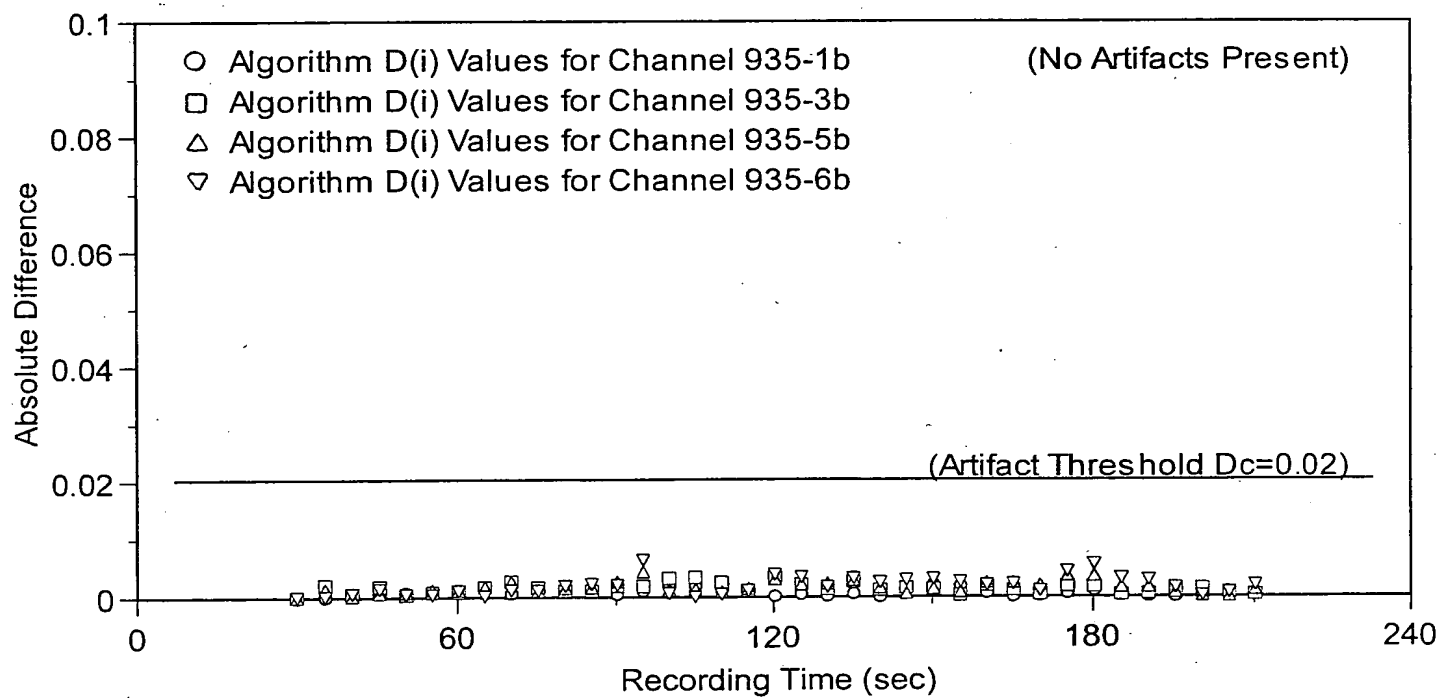 0.1
Algorithm D(i) Values for Channel 935-1b
(No Artifacts Present)
Algorithm D(i) Values for Channel 935-3b
Algorithm D(i) Values for Channel 935-5b
Algorithm D(i) Values for Channel 935-6b
0.08
0.06
0.04
0.02
0
Absolute Difference
(Artifact Threshold Dc=0.02)
0
60
120
180
240
Recording Time (sec)